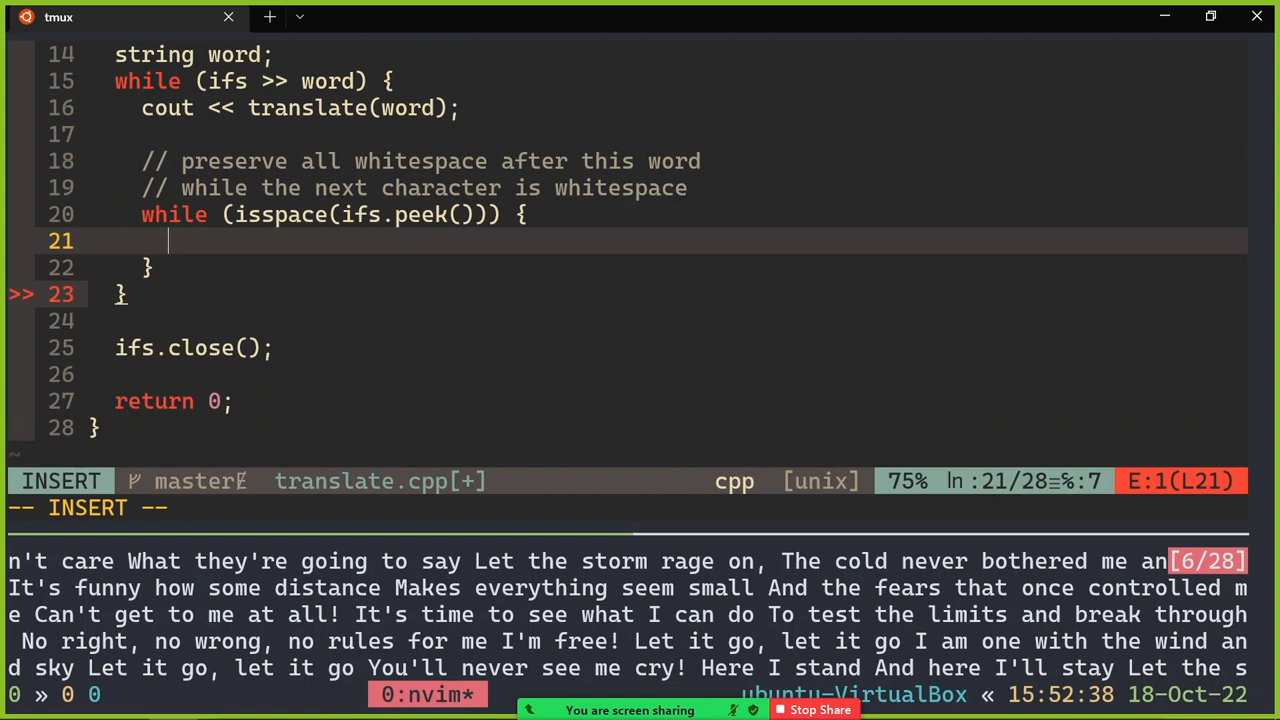 tmux
14 string word;
15 while (ifs >> word) {
16 cout << translate(word);
17
18 // preserve all whitespace after this word
19 // while the next character is whitespace
20 while (isspace(ifs.peek())) {
21
22 }
>> 23 }
24
25 ifs.close();
26
27 return 0;
28 }
~
INSERT master translate.cpp[+] cpp [unix] 75% ln :21/28≡%:7 E:1(L21)
-- INSERT --
n't care What they're going to say Let the storm rage on, The cold never bothered me an[6/28]
It's funny how some distance Makes everything seem small And the fears that once controlled m
e Can't get to me at all! It's time to see what I can do To test the limits and break through
No right, no wrong, no rules for me I'm free! Let it go, let it go I am one with the wind an
d sky Let it go, let it go You'll never see me cry! Here I stand And here I'll stay Let the s
0 » 0 0 0:nvim* ubuntu-VirtualBox « 15:52:38 18-Oct-22
You are screen sharing Stop Share